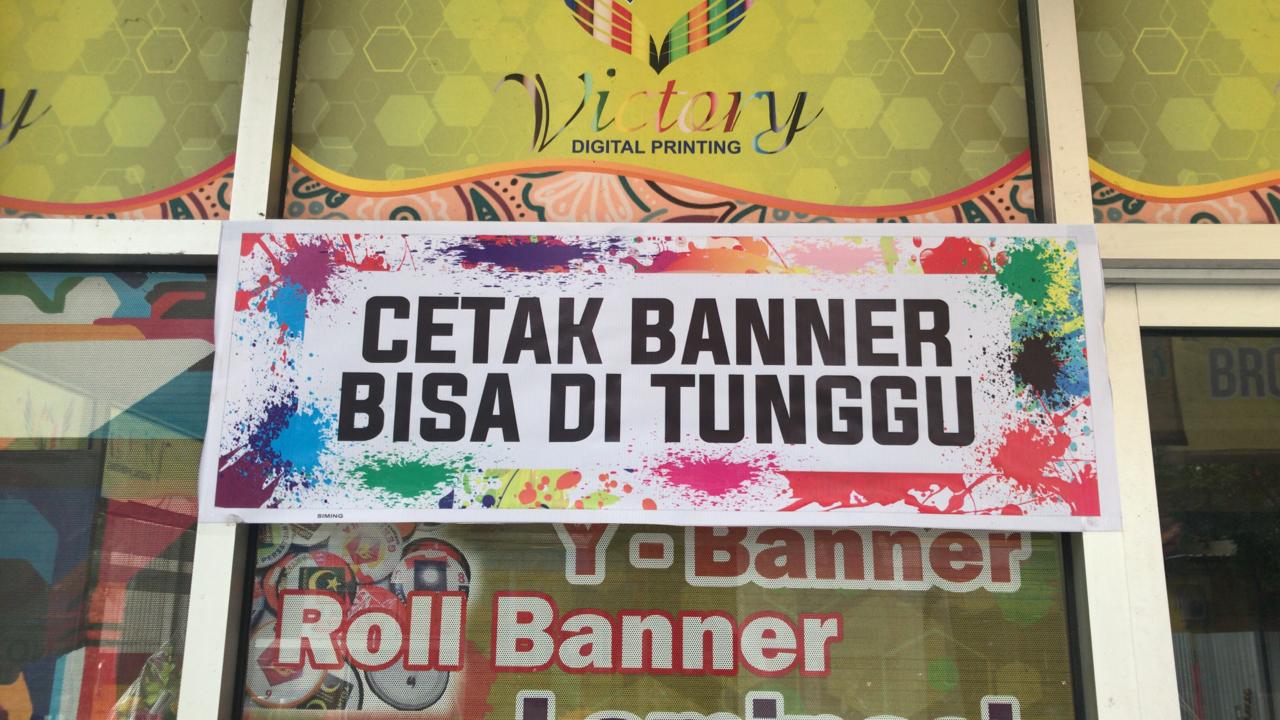 Victory
DIGITAL PRINTING
CETAK BANNER
BISA DI TUNGGU
SIMING
Y - Banner
Roll Banner